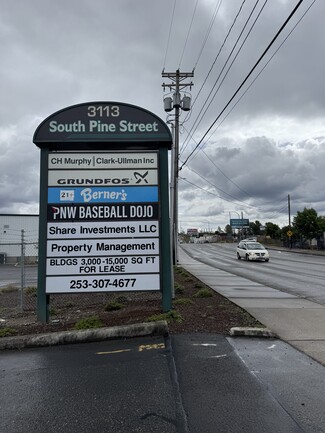 3113
South Pine Street
CH Murphy | Clark-Ullman Inc
GRUNDFOS
Berner's
PNW BASEBALL DOJO
Share Investments LLC
Property Management
BLDGS 3,000-15,000 SQ FT
FOR LEASE
253-307-4677